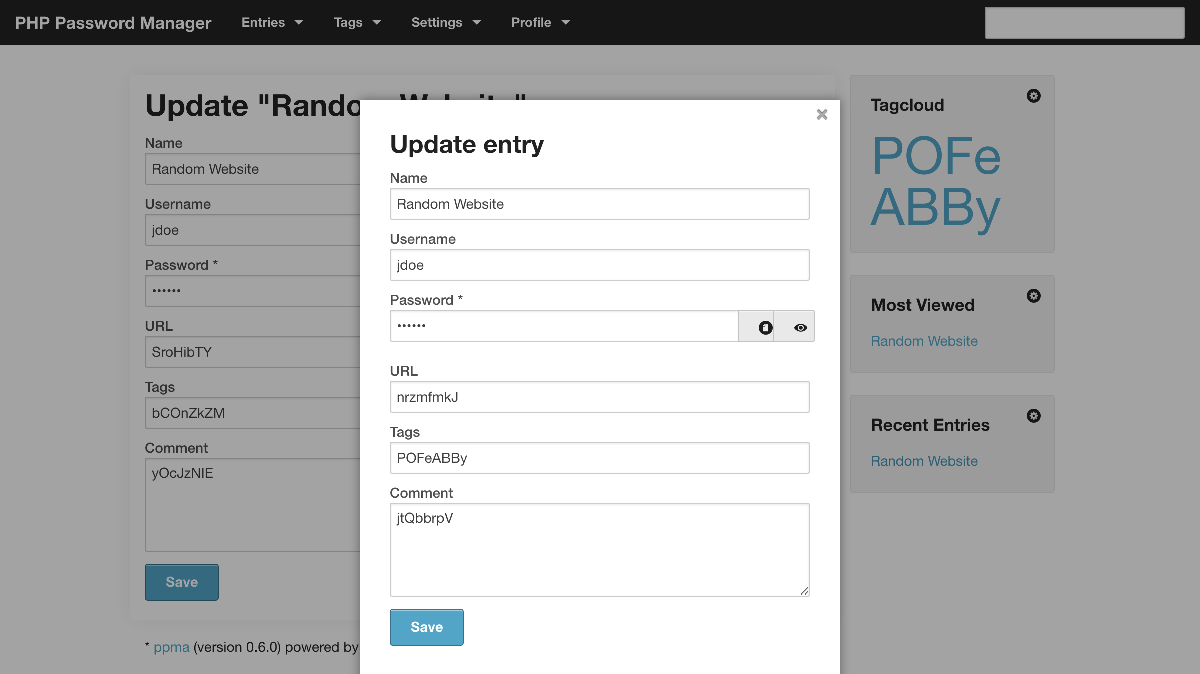 PHP Password Manager Entries Tags Settings Profile
Update "Random Website"
Name
Random Website
Username
jdoe
Password *
••••••
URL
SroHibTY
Tags
bCOnZkZM
Comment
yOcJzNIE
Save
* ppma (version 0.6.0) powered by
Update entry
Name
Random Website
Username
jdoe
Password *
••••••
URL
nrzmfmkJ
Tags
POFeABBy
Comment
jtQbbrpV
Save
Tagcloud
POFe
ABBy
Most Viewed
Random Website
Recent Entries
Random Website